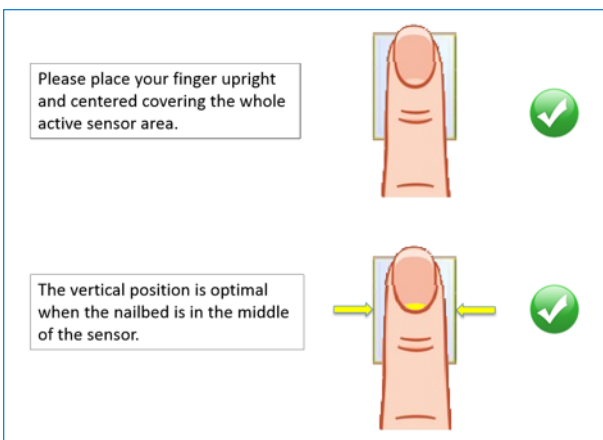 Please place your finger upright
and centered covering the whole
active sensor area.
The vertical position is optimal
when the nailbed is in the middle
of the sensor.